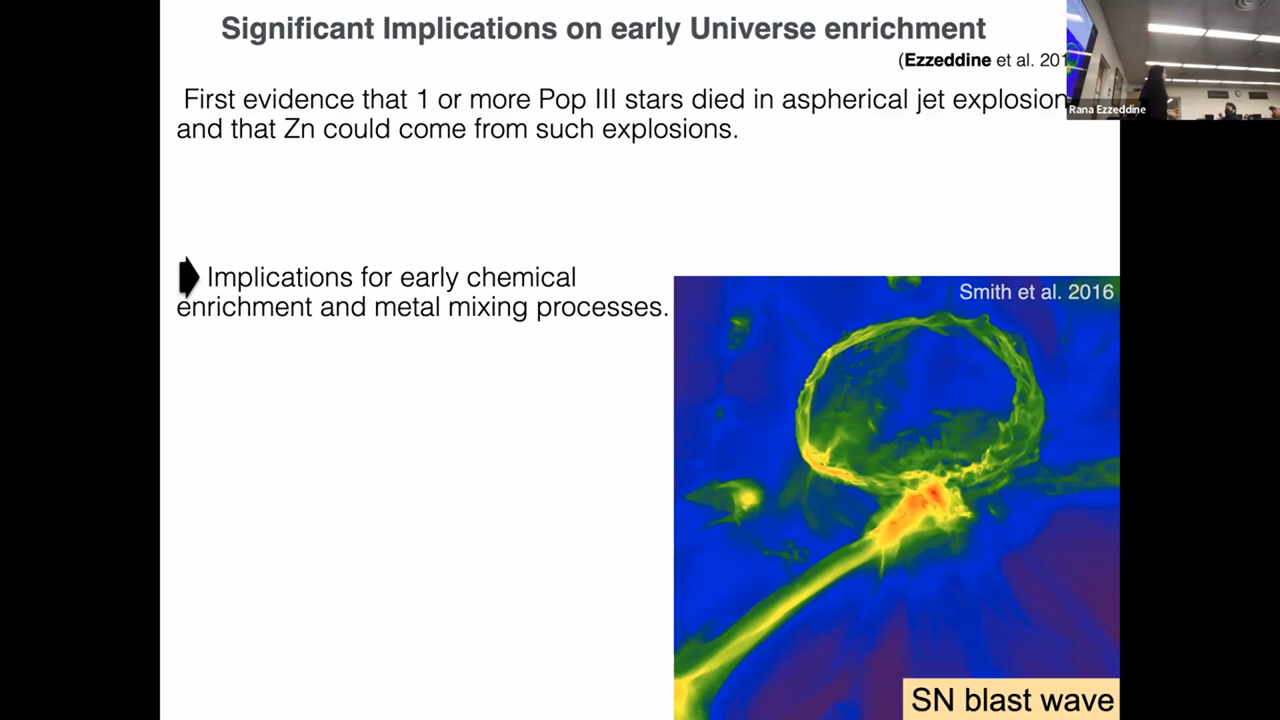 Significant Implications on early Universe enrichment
(Ezzeddine et al. 201
First evidence that 1 or more Pop III stars died in aspherical jet explosion
and that Zn could come from such explosions.
Rana Ezzeddine
Implications for early chemical
enrichment and metal mixing processes.
Smith et al. 2016
SN blast wave